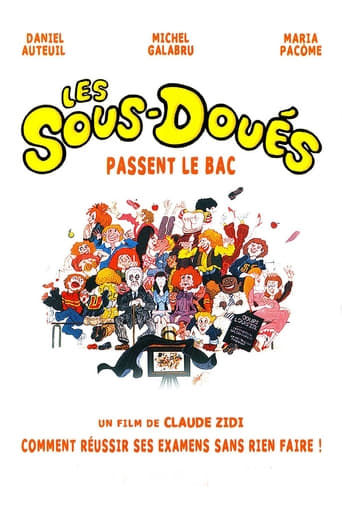 DANIEL AUTEUIL
MICHEL GALABRU
MARIA PACÔME
LES
SOUS-DOUÉS
PASSENT LE BAC
UN FILM DE CLAUDE ZIDI
COMMENT RÉUSSIR SES EXAMENS SANS RIEN FAIRE !